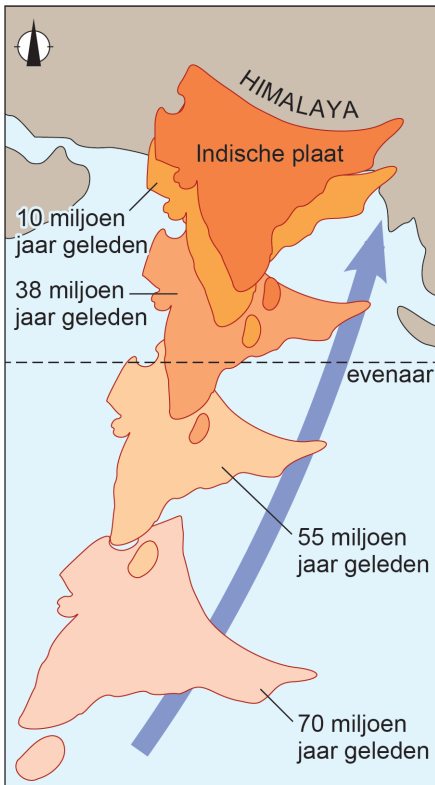 HIMALAYA
Indische plaat
10 miljoen
jaar geleden
38 miljoen
jaar geleden
evenaar
55 miljoen
jaar geleden
70 miljoen
jaar geleden